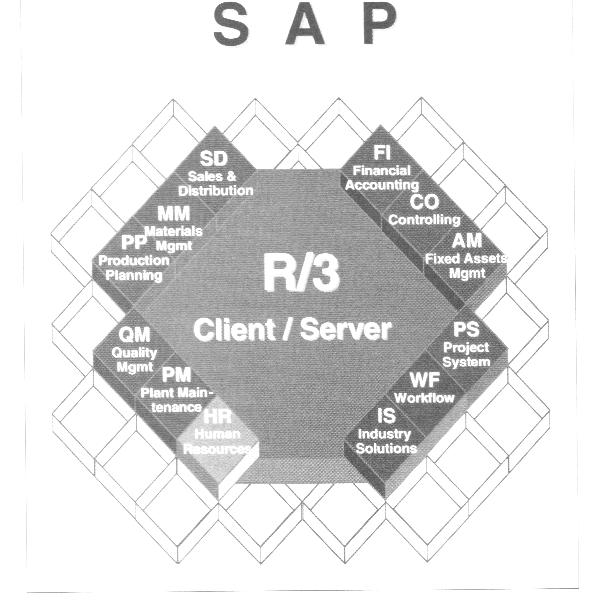 S A P
SD
Sales &
Distribution
MM
Materials
Mgmt
PP
Production
Planning
FI
Financial
Accounting
CO
Controlling
AM
Fixed Assets
Mgmt
R/3
Client / Server
QM
Quality
Mgmt
PM
Plant Main-
tenance
HR
Human
Resources
PS
Project
System
WF
Workflow
IS
Industry
Solutions